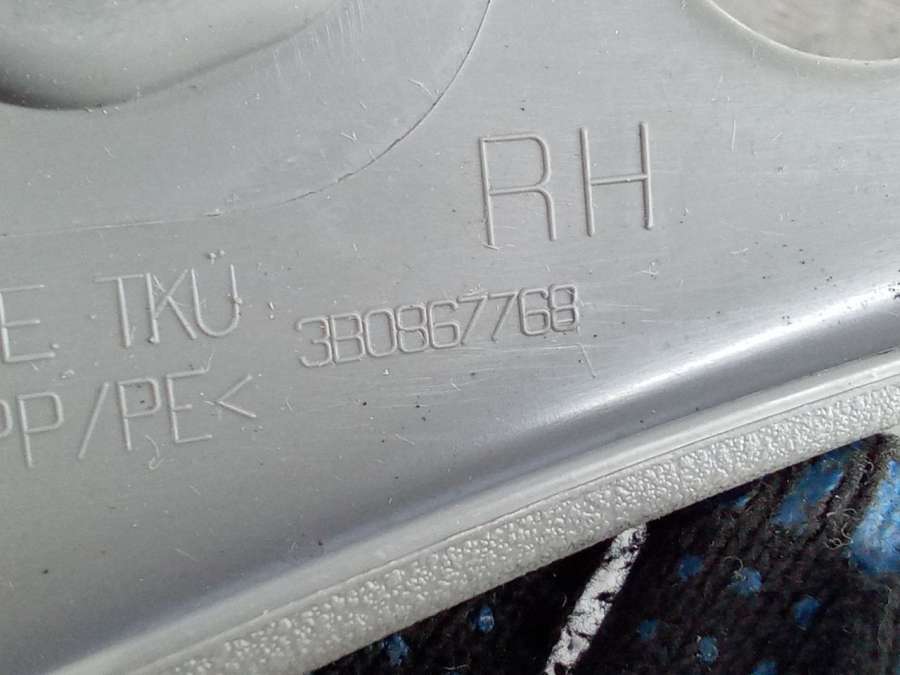 RH
E TKU
3B0867768
PP/PE<